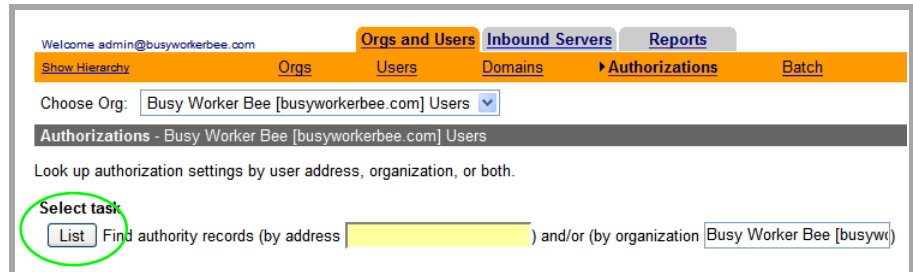 Welcome admin@busyworkerbee.com Orgs and Users Inbound Servers Reports
Show Hierarchy Orgs Users Domains Authorizations Batch
Choose Org: Busy Worker Bee [busyworkerbee.com] Users
Authorizations - Busy Worker Bee [busyworkerbee.com] Users
Look up authorization settings by user address, organization, or both.
Select task
List Find authority records (by address ) and/or (by organization Busy Worker Bee [busywo)